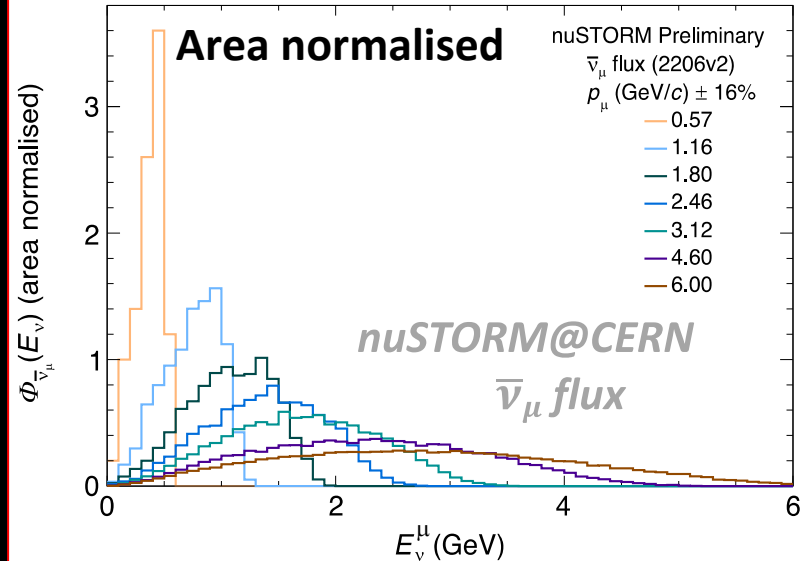 Area normalised
nuSTORM Preliminary
ν̅μ flux (2206v2)
pμ (GeV/c) ± 16%
0.57
1.16
1.80
2.46
3.12
4.60
6.00
nuSTORM@CERN
ν̅μ flux
Φν̅μ(Eν) (area normalised)
3
2
1
0
0 2 4 6
Eνμ (GeV)